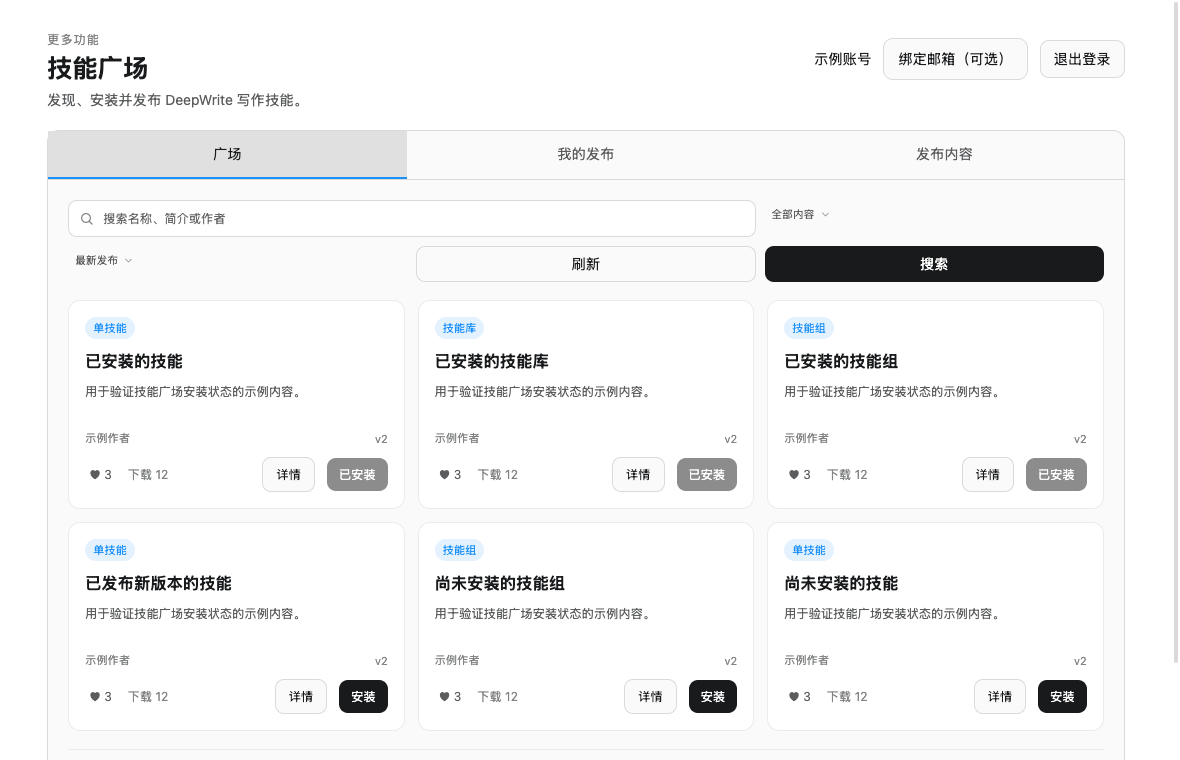 更多功能
技能广场
发现、安装并发布 DeepWrite 写作技能。
示例账号
绑定邮箱（可选）
退出登录
广场
我的发布
发布内容
搜索名称、简介或作者
全部内容
最新发布
刷新
搜索
单技能
已安装的技能
用于验证技能广场安装状态的示例内容。
示例作者
v2
3
下载 12
详情
已安装
技能库
已安装的技能库
用于验证技能广场安装状态的示例内容。
示例作者
v2
3
下载 12
详情
已安装
技能组
已安装的技能组
用于验证技能广场安装状态的示例内容。
示例作者
v2
3
下载 12
详情
已安装
单技能
已发布新版本的技能
用于验证技能广场安装状态的示例内容。
示例作者
v2
3
下载 12
详情
安装
技能组
尚未安装的技能组
用于验证技能广场安装状态的示例内容。
示例作者
v2
3
下载 12
详情
安装
单技能
尚未安装的技能
用于验证技能广场安装状态的示例内容。
示例作者
v2
3
下载 12
详情
安装